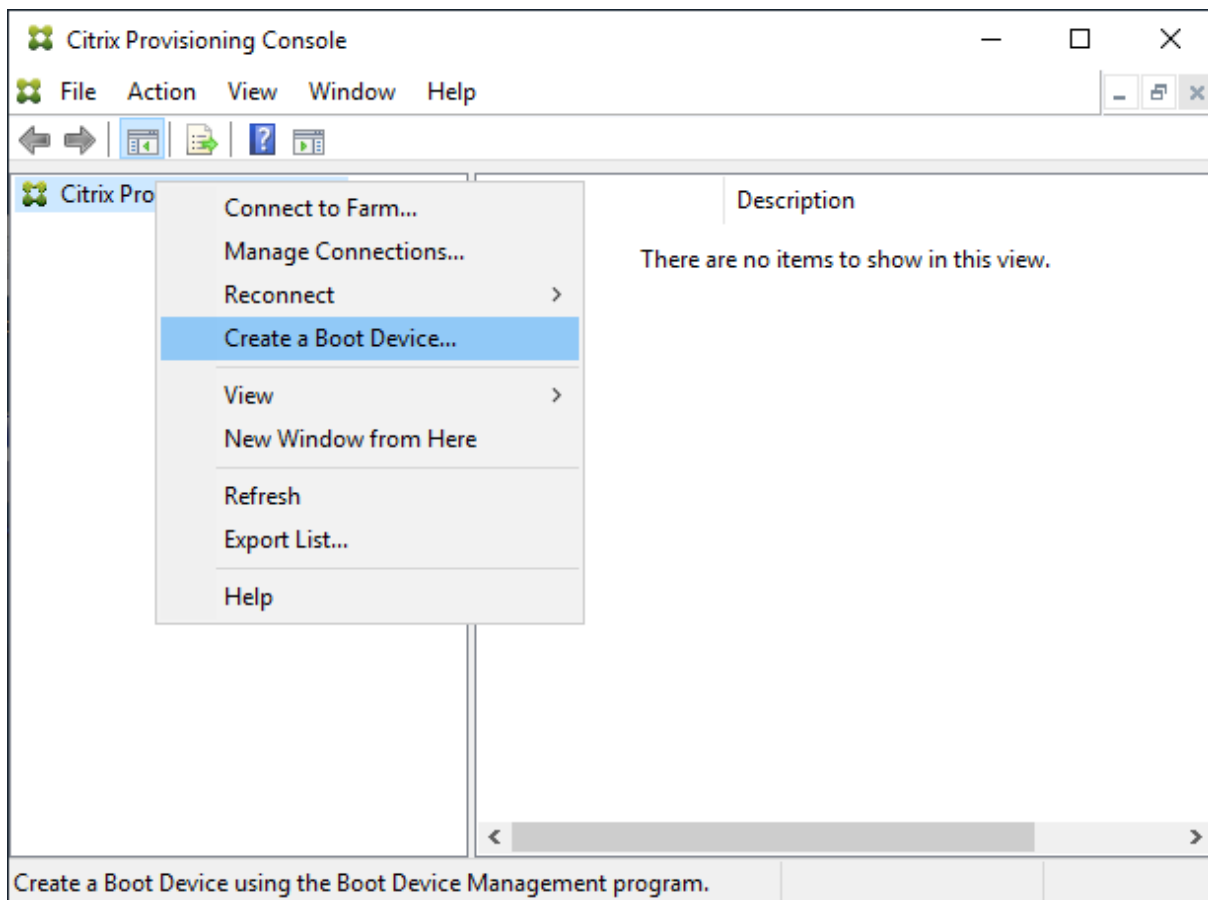 Citrix Provisioning Console
File Action View Window Help
Citrix Pro
Description
There are no items to show in this view.
Connect to Farm...
Manage Connections...
Reconnect
Create a Boot Device...
View
New Window from Here
Refresh
Export List...
Help
Create a Boot Device using the Boot Device Management program.